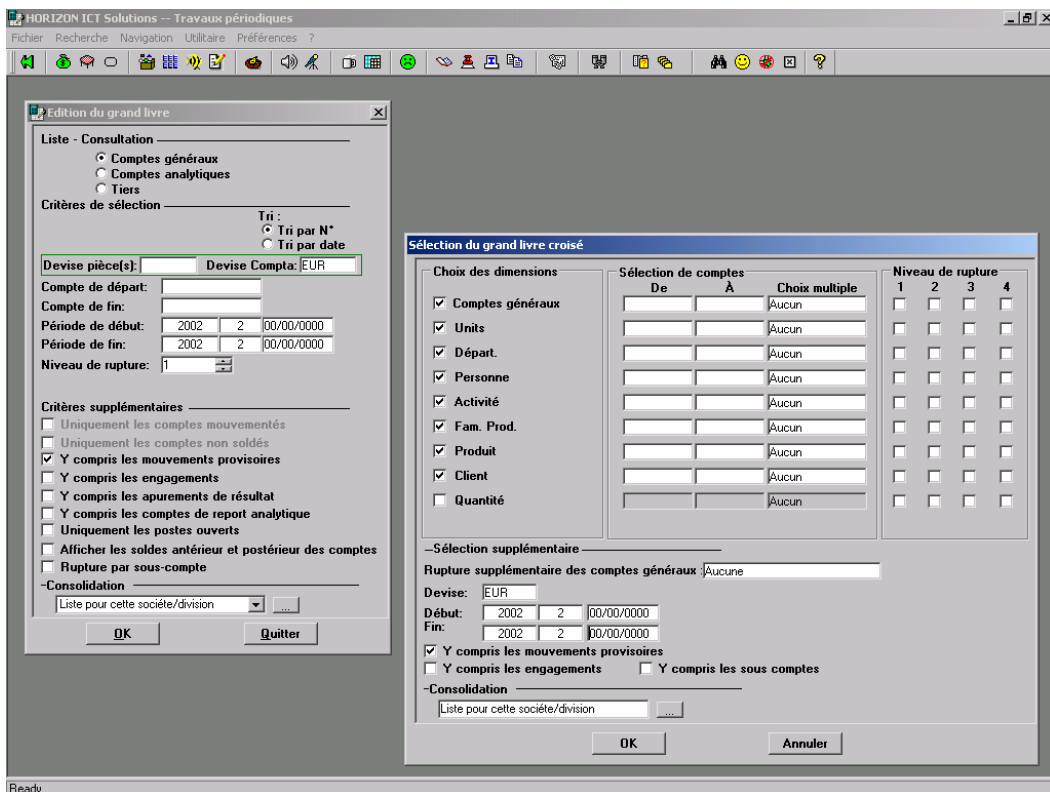 HORIZON ICT Solutions -- Travaux périodiques
Fichier Recherche Navigation Utilitaire Préférences ?
Edition du grand livre
Liste - Consultation
Comptes généraux
Comptes analytiques
Tiers
Critères de sélection
Tri :
Tri par N°
Tri par date
Devise pièce(s): Devise Compta: EUR
Compte de départ:
Compte de fin:
Période de début: 2002 2 00/00/0000
Période de fin: 2002 2 00/00/0000
Niveau de rupture: 1
Critères supplémentaires
Uniquement les comptes mouvementés
Uniquement les comptes non soldés
Y compris les mouvements provisoires
Y compris les engagements
Y compris les apurements de résultat
Y compris les comptes de report analytique
Uniquement les postes ouverts
Afficher les soldes antérieur et postérieur des comptes
Rupture par sous-compte
-Consolidation
Liste pour cette sociéte/division ...
OK Quitter
Sélection du grand livre croisé
Choix des dimensions Sélection de comptes Niveau de rupture
De À Choix multiple 1 2 3 4
Comptes généraux Aucun
Units Aucun
Départ. Aucun
Personne Aucun
Activité Aucun
Fam. Prod. Aucun
Produit Aucun
Client Aucun
Quantité Aucun
Sélection supplémentaire
Rupture supplémentaire des comptes généraux : Aucune
Devise: EUR
Début: 2002 2 00/00/0000
Fin: 2002 2 00/00/0000
Y compris les mouvements provisoires
Y compris les engagements Y compris les sous comptes
-Consolidation
Liste pour cette sociéte/division ...
OK Annuler
Ready